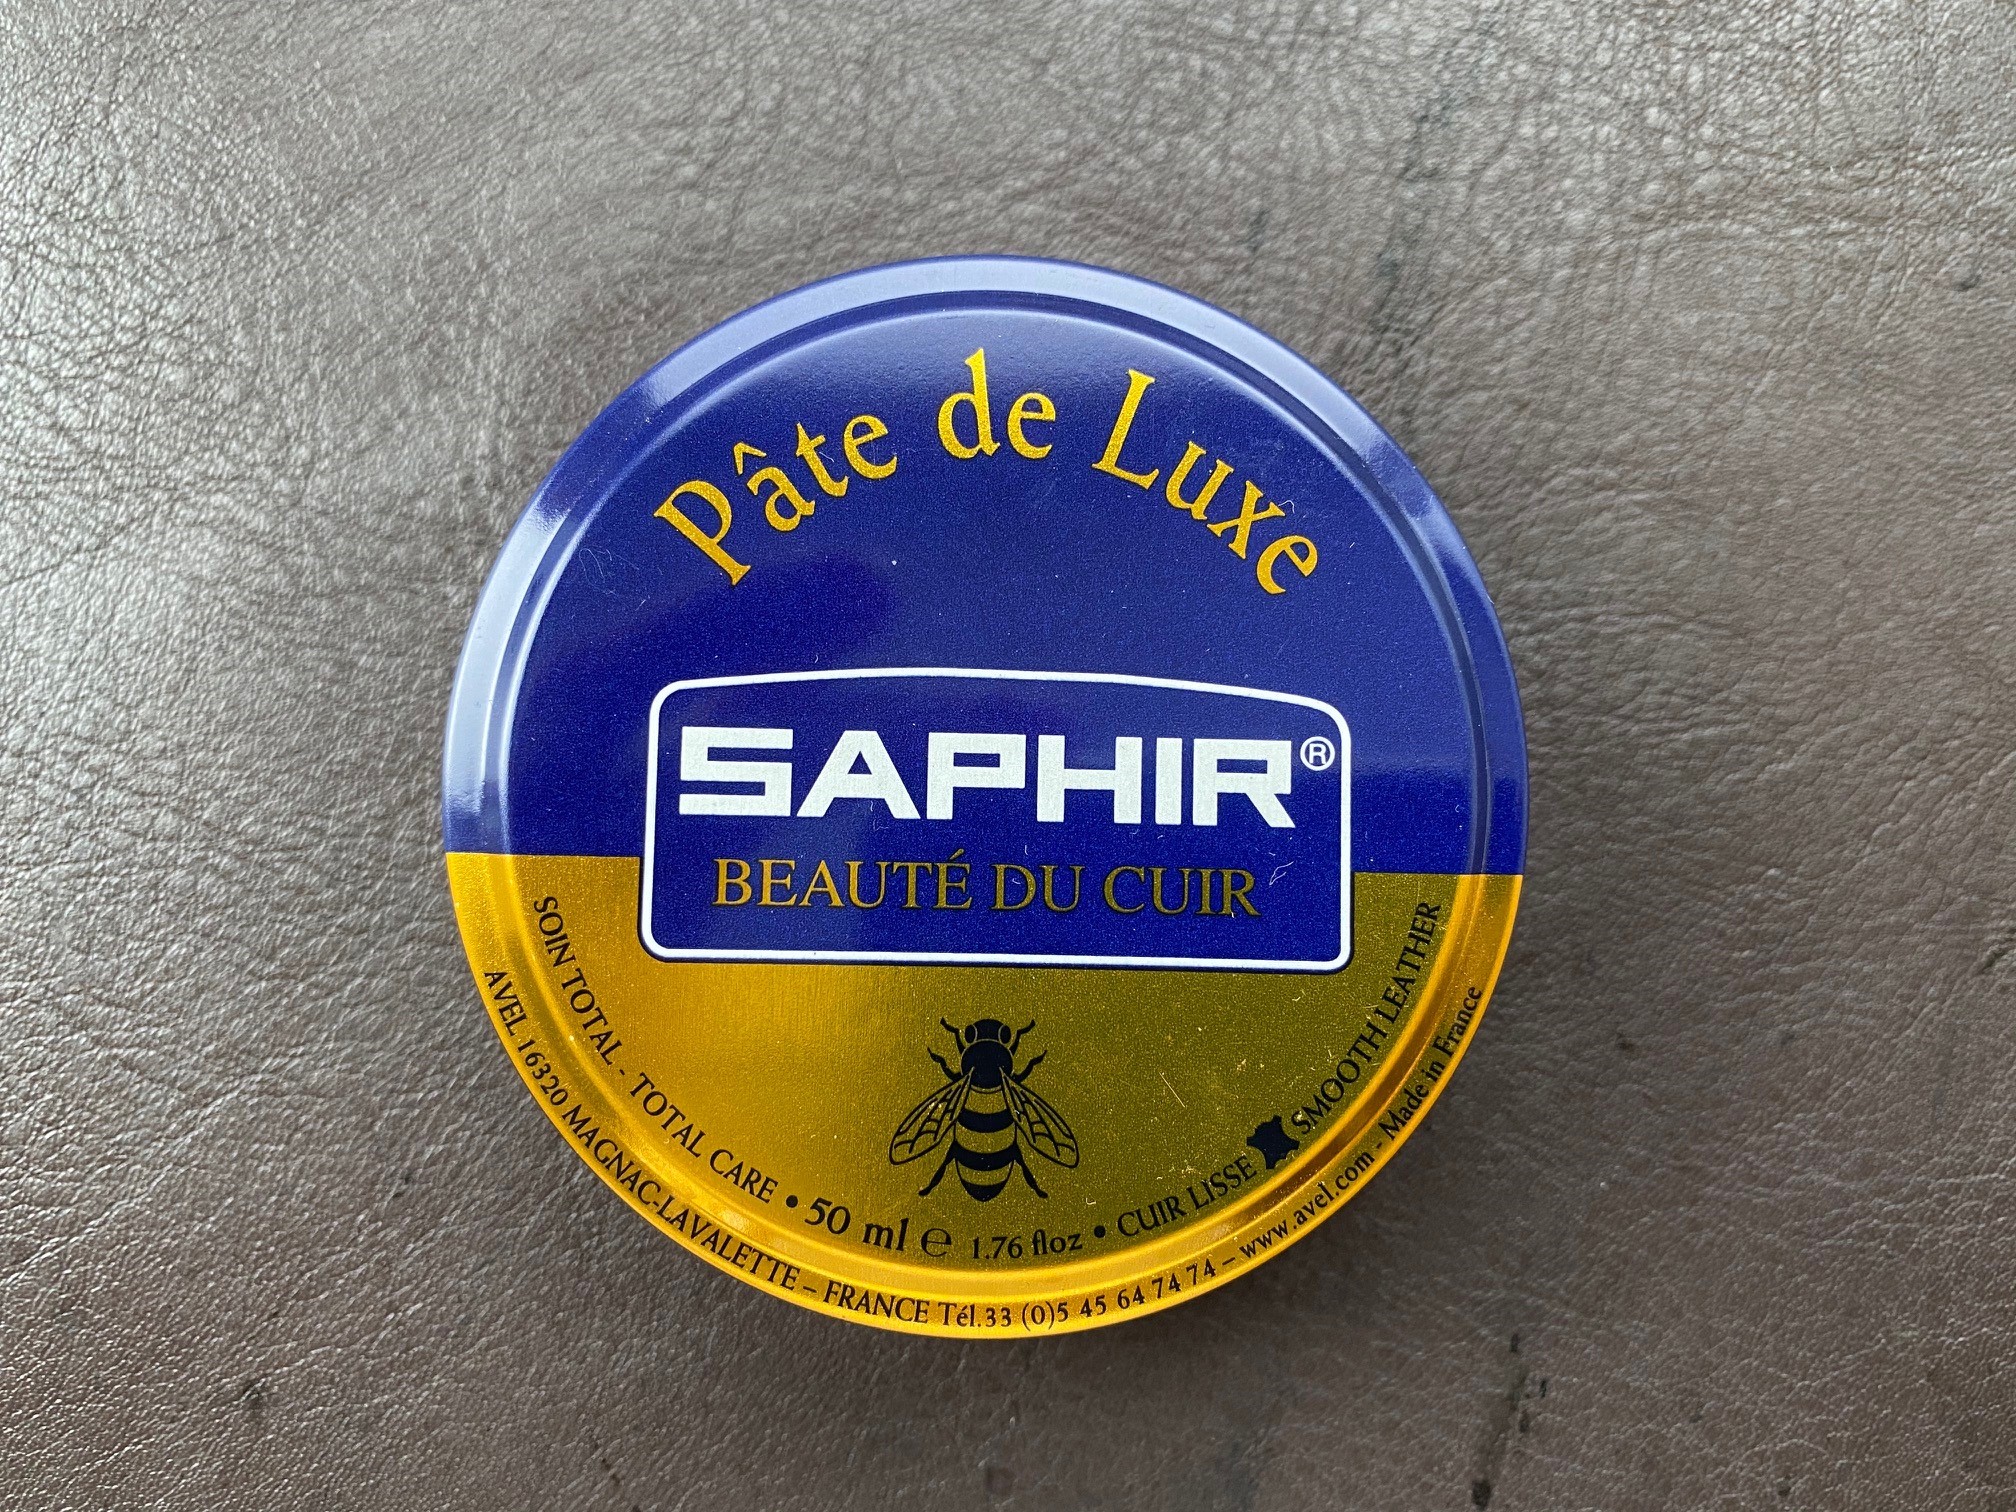 Pâte de Luxe
SAPHIR®
BEAUTÉ DU CUIR
SOIN TOTAL - TOTAL CARE • 50 ml ℮ 1.76 floz • CUIR LISSE SMOOTH LEATHER
AVEL 16320 MAGNAC-LAVALETTE – FRANCE Tél.33 (0)5 45 64 74 74 – www.avel.com - Made in France